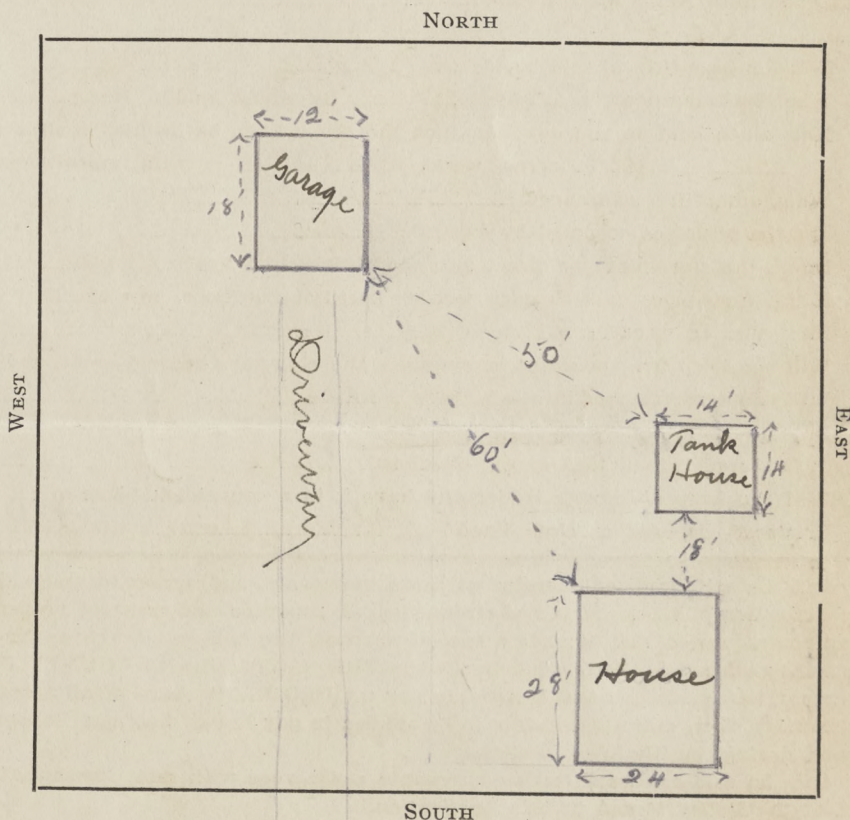 NORTH
12'
Garage
18'
50'
WEST
Driveway
60'
14'
Tank
House
14
EAST
18'
House
28'
24
SOUTH